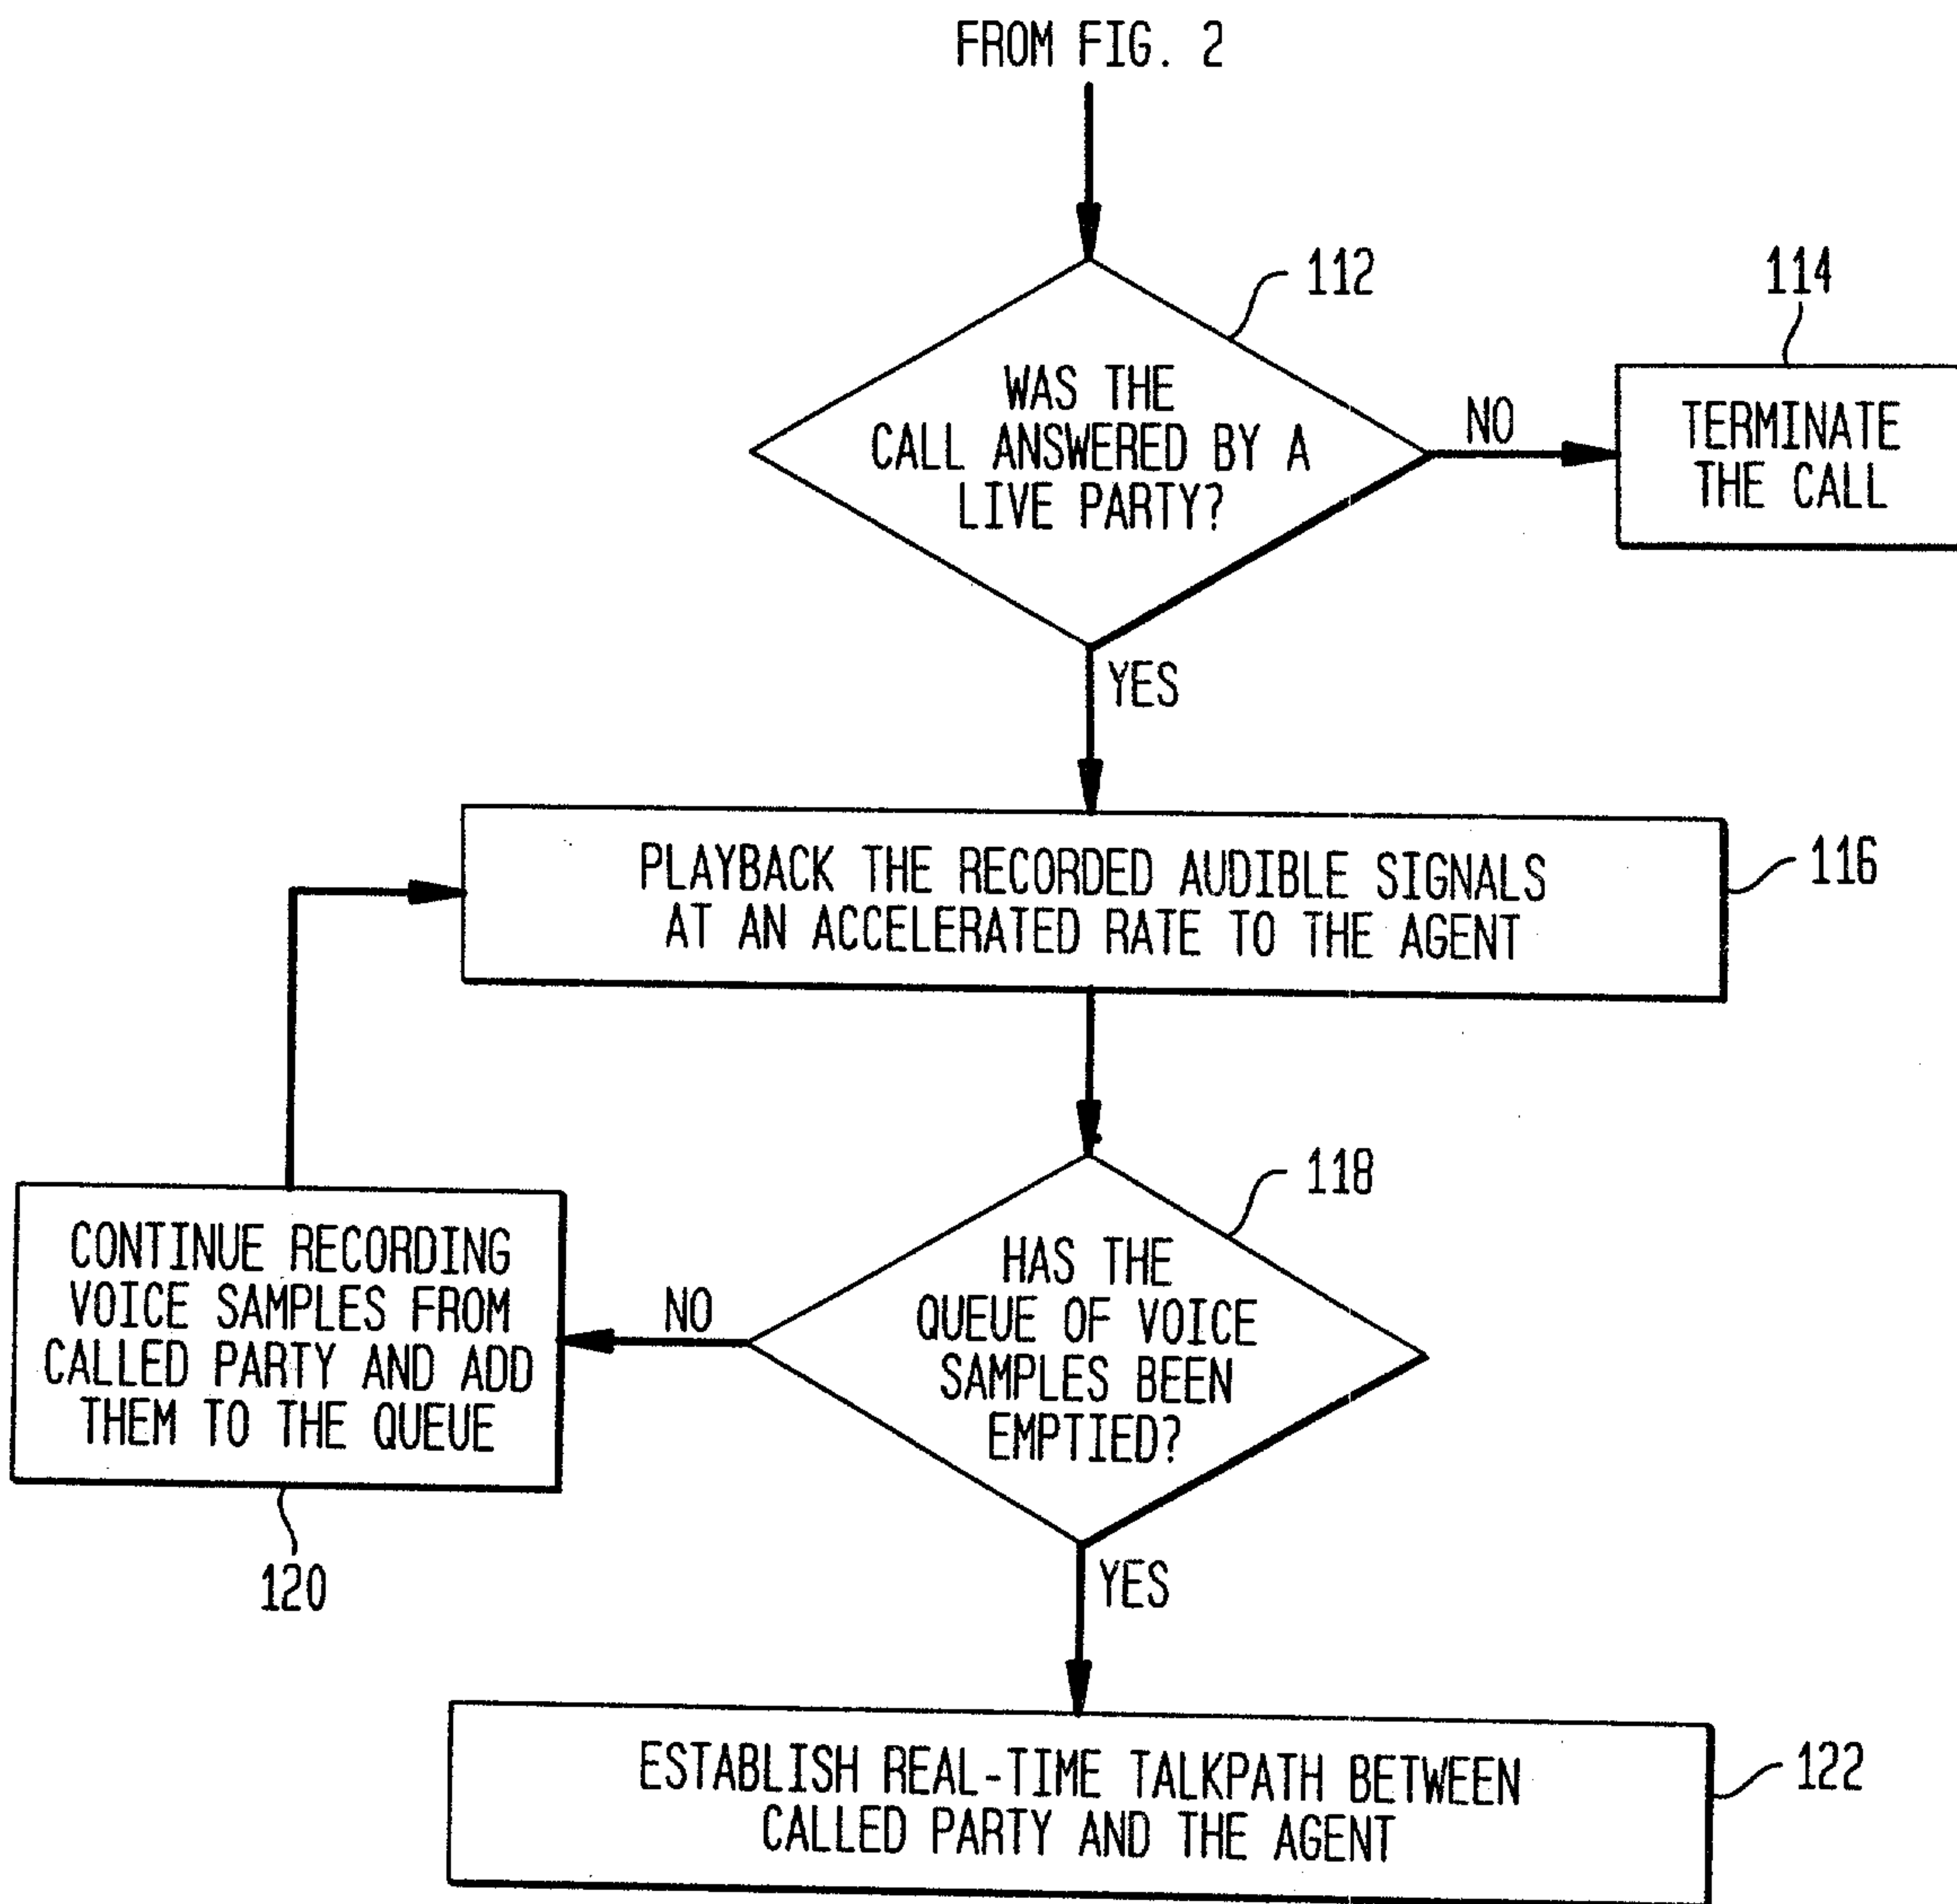 FROM FIG. 2
112
WAS THE
CALL ANSWERED BY A
LIVE PARTY?
NO
114
TERMINATE
THE CALL
YES
PLAYBACK THE RECORDED AUDIBLE SIGNALS
AT AN ACCELERATED RATE TO THE AGENT
116
118
HAS THE
QUEUE OF VOICE
SAMPLES BEEN
EMPTIED?
NO
CONTINUE RECORDING
VOICE SAMPLES FROM
CALLED PARTY AND ADD
THEM TO THE QUEUE
120
YES
ESTABLISH REAL-TIME TALKPATH BETWEEN
CALLED PARTY AND THE AGENT
122